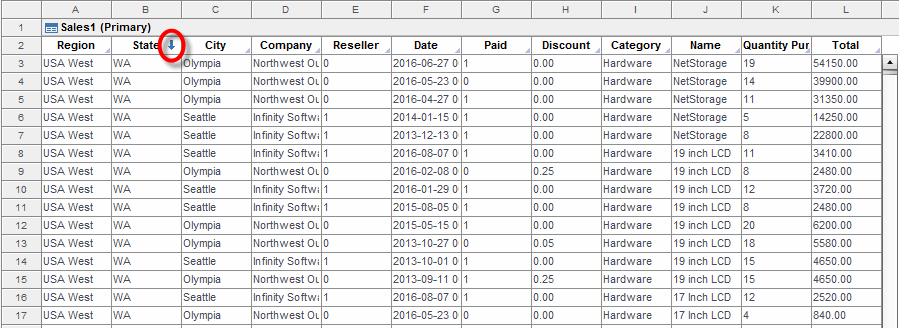 A B C D E F G H I J K L
1 Sales1 (Primary)
2 Region State City Company Reseller Date Paid Discount Category Name Quantity Pur Total
3 USA West WA Olympia Northwest Ou 0 2016-06-27 0 1 0.00 Hardware NetStorage 19 54150.00
4 USA West WA Olympia Northwest Ou 0 2016-05-23 0 0 0.00 Hardware NetStorage 14 39900.00
5 USA West WA Olympia Northwest Ou 0 2016-04-27 0 1 0.00 Hardware NetStorage 11 31350.00
6 USA West WA Seattle Infinity Softwa 1 2014-01-15 0 1 0.00 Hardware NetStorage 5 14250.00
7 USA West WA Seattle Infinity Softwa 1 2013-12-13 0 1 0.00 Hardware NetStorage 8 22800.00
8 USA West WA Seattle Infinity Softwa 1 2016-08-07 0 1 0.00 Hardware 19 inch LCD 11 3410.00
9 USA West WA Olympia Northwest Ou 0 2016-02-08 0 0 0.25 Hardware 19 inch LCD 8 2480.00
10 USA West WA Seattle Infinity Softwa 1 2016-01-29 0 1 0.00 Hardware 19 inch LCD 12 3720.00
11 USA West WA Seattle Infinity Softwa 1 2015-08-05 0 1 0.00 Hardware 19 inch LCD 8 2480.00
12 USA West WA Olympia Northwest Ou 0 2015-05-15 0 1 0.00 Hardware 19 inch LCD 20 6200.00
13 USA West WA Olympia Northwest Ou 0 2013-10-27 0 0 0.05 Hardware 19 inch LCD 18 5580.00
14 USA West WA Seattle Infinity Softwa 1 2013-10-01 0 1 0.00 Hardware 19 inch LCD 15 4650.00
15 USA West WA Olympia Northwest Ou 0 2013-09-11 0 1 0.25 Hardware 19 inch LCD 15 4650.00
16 USA West WA Seattle Infinity Softwa 1 2016-08-07 0 1 0.00 Hardware 17 Inch LCD 12 2520.00
17 USA West WA Olympia Northwest Ou 0 2016-05-23 0 0 0.00 Hardware 17 Inch LCD 4 840.00